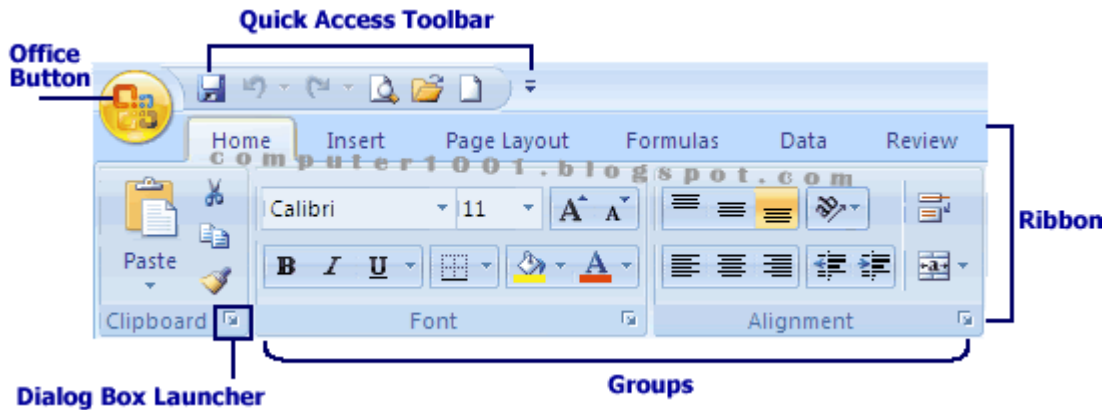 Quick Access Toolbar
Office
Button
Home Insert Page Layout Formulas Data Review
computer1001.blogspot.com
Calibri 11 A A
Ribbon
Paste B I U A a
Clipboard Font Alignment
Groups
Dialog Box Launcher